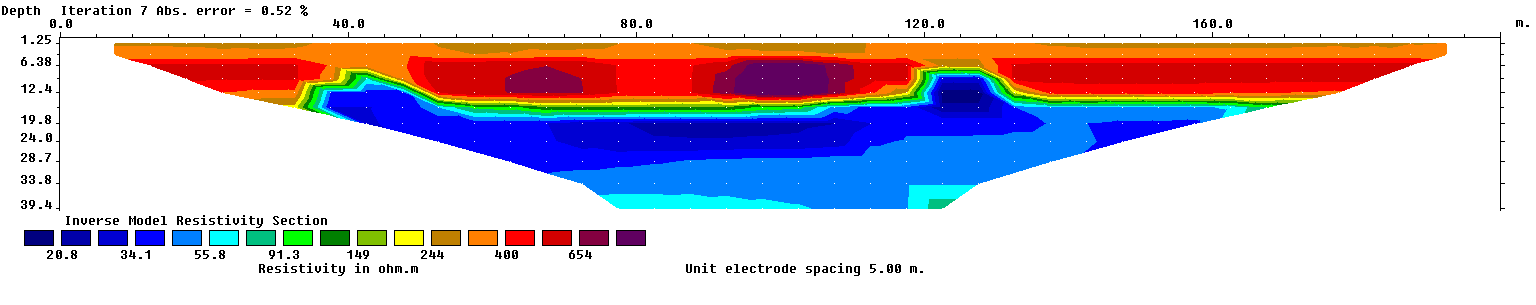 Depth Iteration 7 Abs. error = 0.52 %
0.0 40.0 80.0 120.0 160.0 m.
1.25
6.38
12.4
19.8
24.0
28.7
33.8
39.4
Inverse Model Resistivity Section
20.8 34.1 55.8 91.3 149 244 400 654
Resistivity in ohm.m Unit electrode spacing 5.00 m.